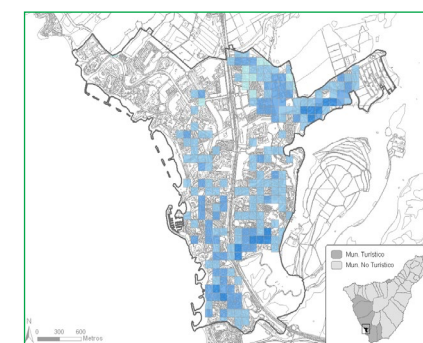 Mun. Turístico
Mun. No Turístico
N
0 300 600
Metros